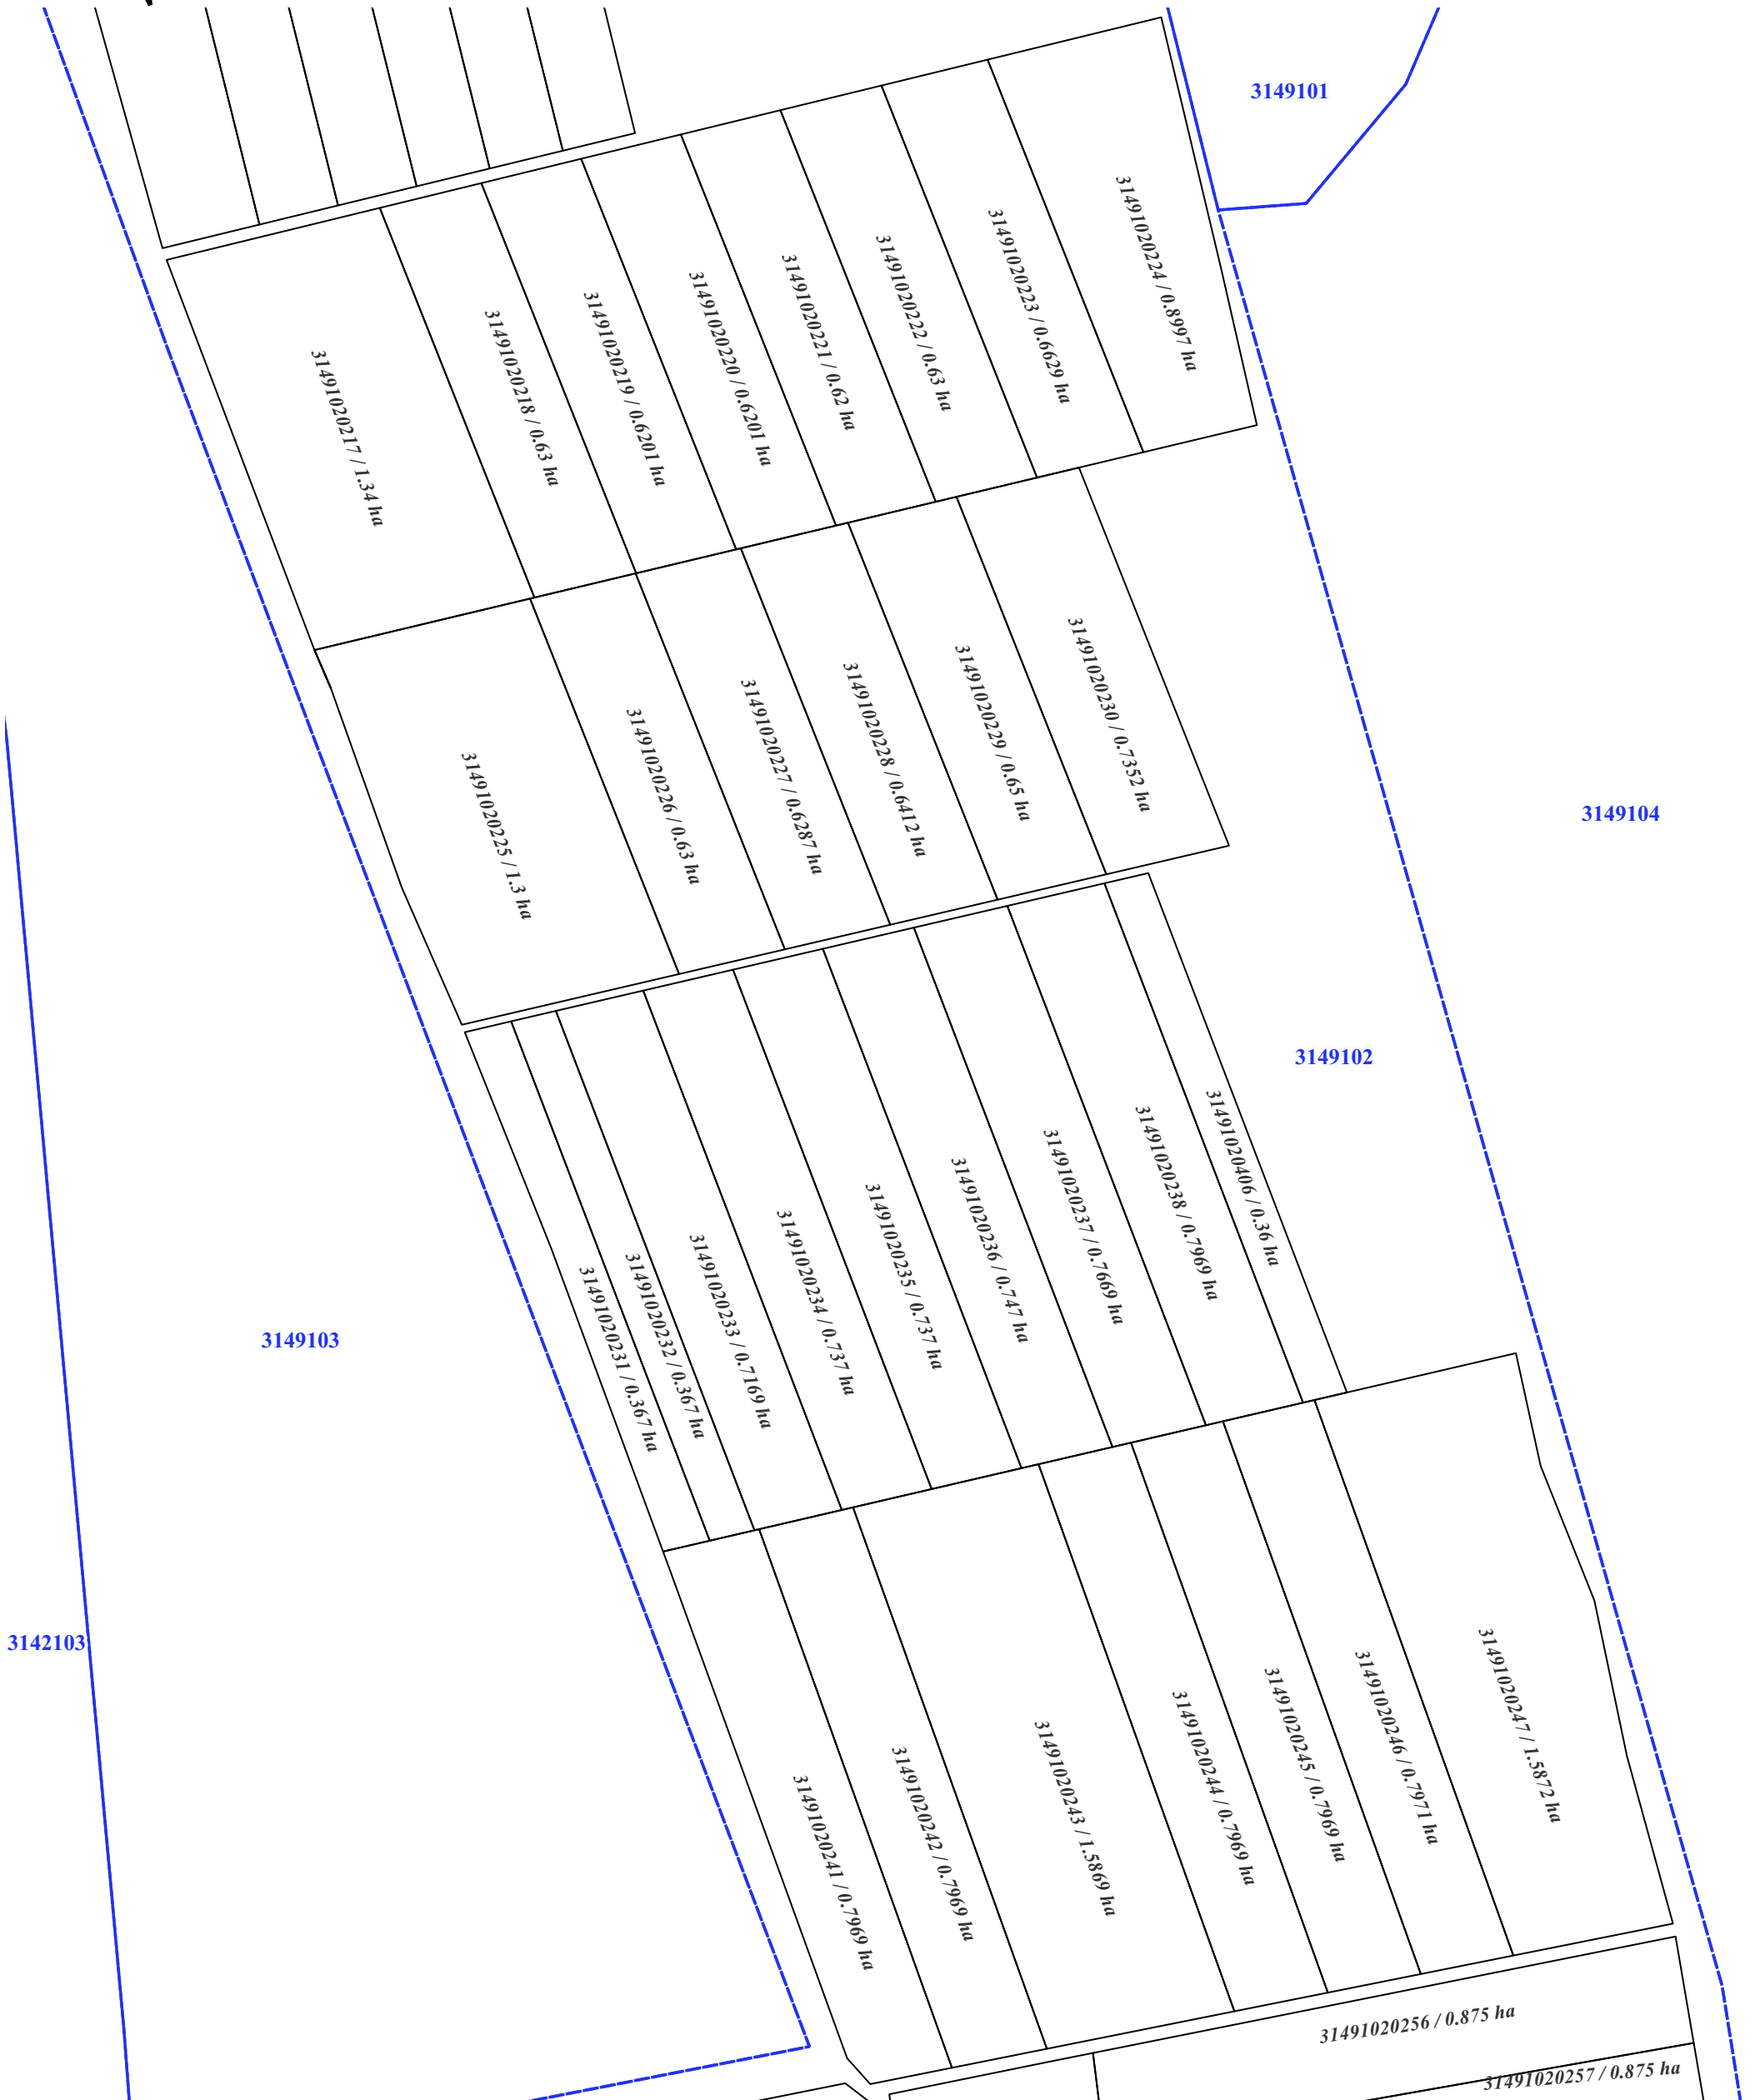 3149101
31491020224 / 0.8997 ha
31491020223 / 0.6629 ha
31491020222 / 0.63 ha
31491020221 / 0.62 ha
31491020220 / 0.6201 ha
31491020219 / 0.6201 ha
31491020218 / 0.63 ha
31491020217 / 1.34 ha
31491020230 / 0.7352 ha
31491020229 / 0.65 ha
31491020228 / 0.6412 ha
31491020227 / 0.6287 ha
31491020226 / 0.63 ha
31491020225 / 1.3 ha
3149104
3149102
31491020406 / 0.36 ha
31491020238 / 0.7969 ha
31491020237 / 0.7669 ha
31491020236 / 0.747 ha
31491020235 / 0.737 ha
31491020234 / 0.737 ha
31491020233 / 0.7169 ha
31491020232 / 0.367 ha
31491020231 / 0.367 ha
3149103
3142103
31491020247 / 1.5872 ha
31491020246 / 0.7971 ha
31491020245 / 0.7969 ha
31491020244 / 0.7969 ha
31491020243 / 1.5869 ha
31491020242 / 0.7969 ha
31491020241 / 0.7969 ha
31491020256 / 0.875 ha
31491020257 / 0.875 ha